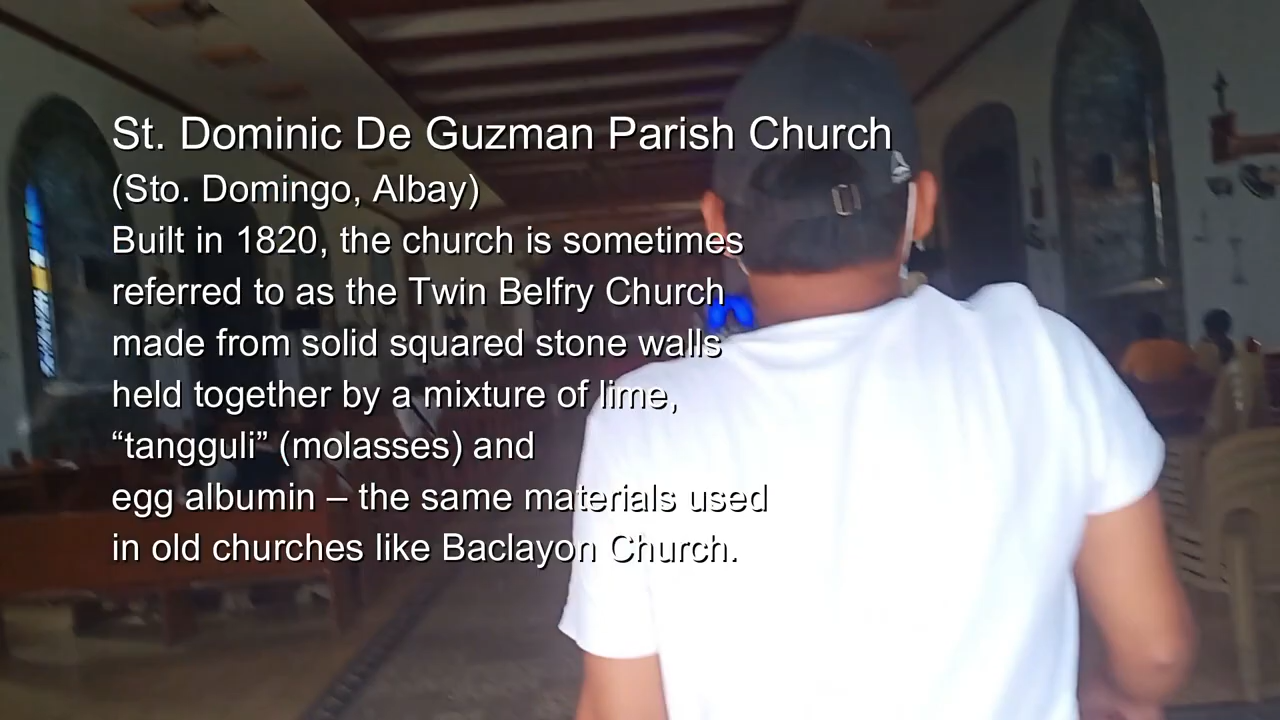 St. Dominic De Guzman Parish Church
(Sto. Domingo, Albay)
Built in 1820, the church is sometimes
referred to as the Twin Belfry Church
made from solid squared stone walls
held together by a mixture of lime,
“tangguli” (molasses) and
egg albumin – the same materials used
in old churches like Baclayon Church.